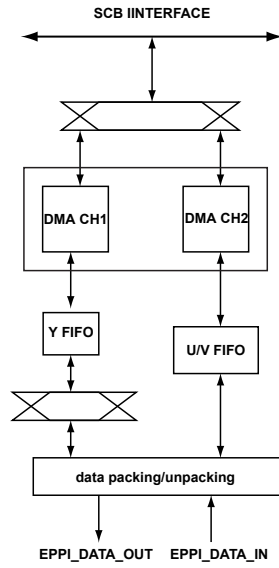 SCB IINTERFACE
DMA CH1
DMA CH2
Y FIFO
U/V FIFO
data packing/unpacking
EPPI_DATA_OUT
EPPI_DATA_IN